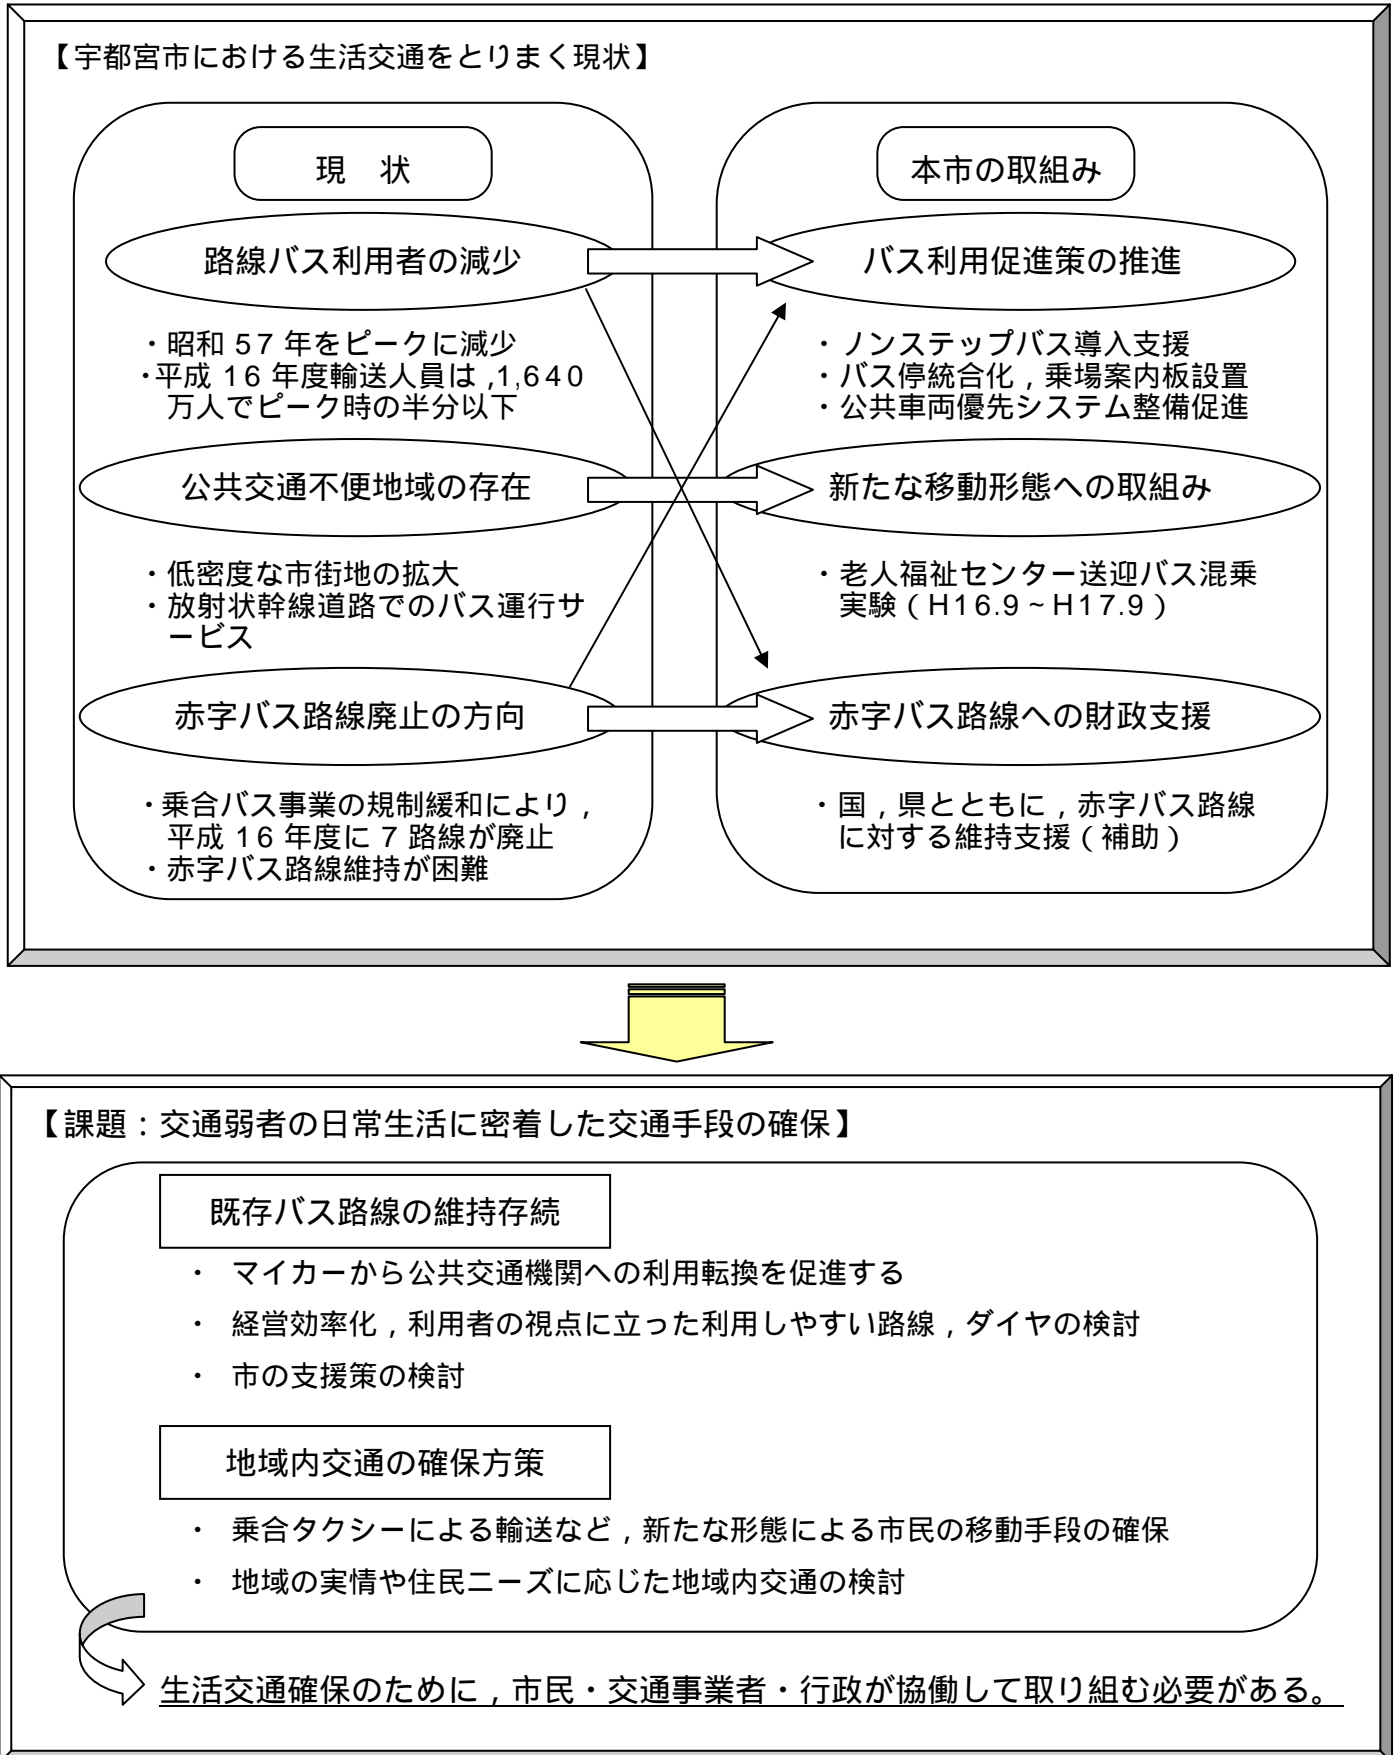 【宇都宮市における生活交通をとりまく現状】
現　状
路線バス利用者の減少
・昭和 57 年をピークに減少
・平成 16 年度輸送人員は,1,640
万人でピーク時の半分以下
公共交通不便地域の存在
・低密度な市街地の拡大
・放射状幹線道路でのバス運行サ
ービス
赤字バス路線廃止の方向
・乗合バス事業の規制緩和により，
平成 16 年度に 7 路線が廃止
・赤字バス路線維持が困難
本市の取組み
バス利用促進策の推進
・ノンステップバス導入支援
・バス停統合化，乗場案内板設置
・公共車両優先システム整備促進
新たな移動形態への取組み
・老人福祉センター送迎バス混乗
実験（H16.9～H17.9）
赤字バス路線への財政支援
・国，県とともに，赤字バス路線
に対する維持支援（補助）
【課題：交通弱者の日常生活に密着した交通手段の確保】
既存バス路線の維持存続
・ マイカーから公共交通機関への利用転換を促進する
・ 経営効率化，利用者の視点に立った利用しやすい路線，ダイヤの検討
・ 市の支援策の検討
地域内交通の確保方策
・ 乗合タクシーによる輸送など，新たな形態による市民の移動手段の確保
・ 地域の実情や住民ニーズに応じた地域内交通の検討
生活交通確保のために，市民・交通事業者・行政が協働して取り組む必要がある。